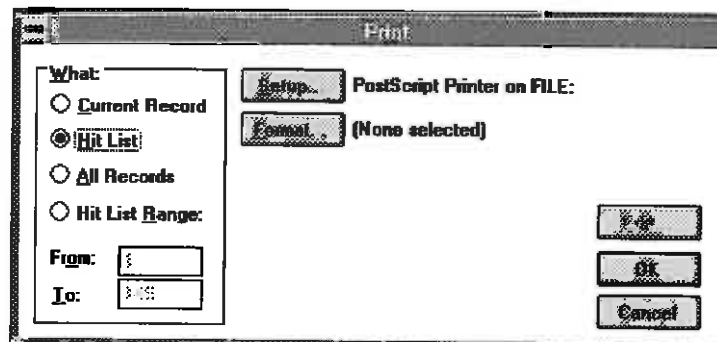 Print
What:
Current Record
Hit List
All Records
Hit List Range:
From:
To:
Setup... PostScript Printer on FILE:
Format... (None selected)
OK
Cancel